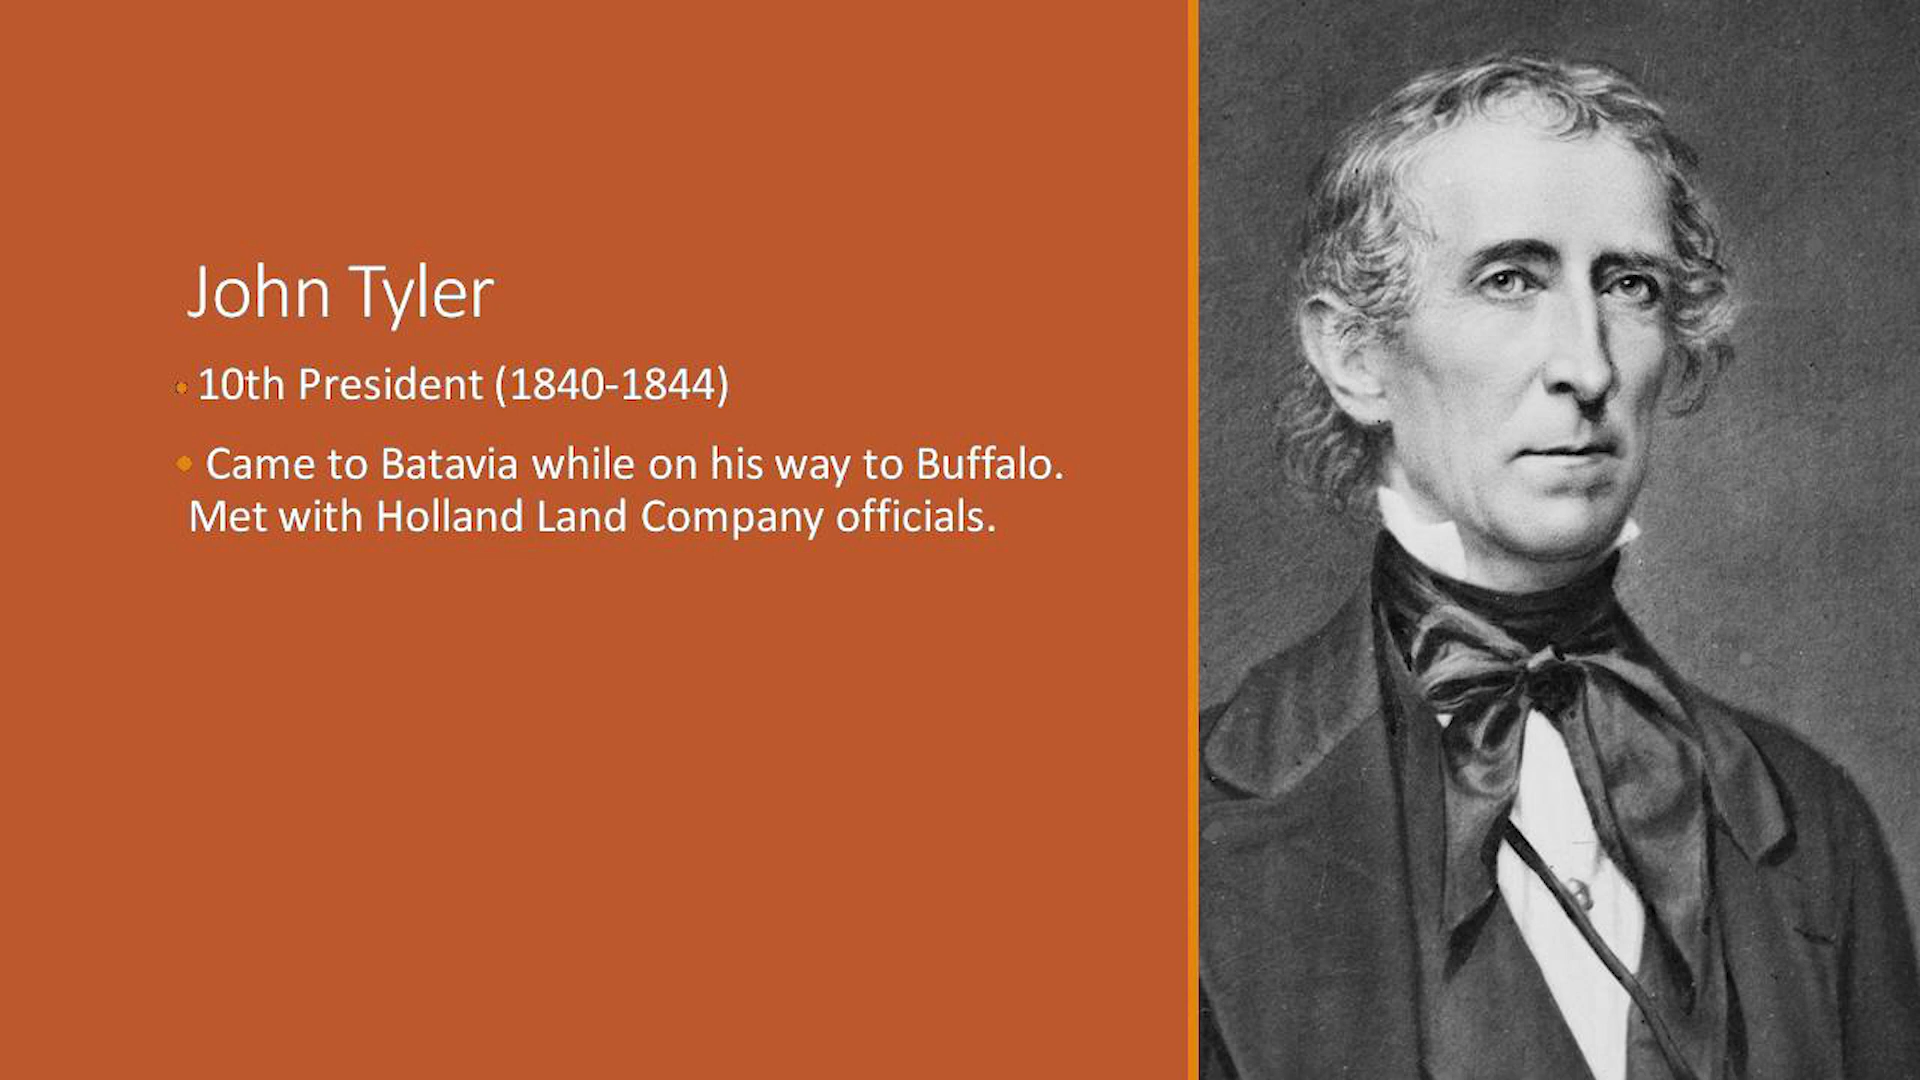 John Tyler
10th President (1840-1844)
Came to Batavia while on his way to Buffalo.
Met with Holland Land Company officials.